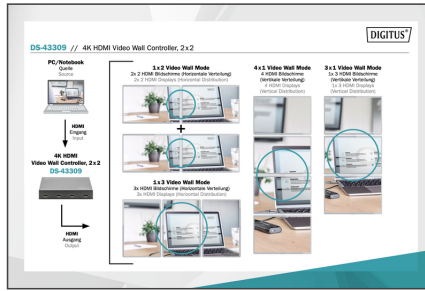 DIGITUS®
DS-43309 // 4K HDMI Video Wall Controller, 2x2
PC/Notebook
Quelle
Source
HDMI
Eingang
Input
4K HDMI
Video Wall Controller, 2x2
DS-43309
HDMI
Ausgang
Output
1x2 Video Wall Mode
2x 2 HDMI Bildschirme (Horizontale Verteilung)
2x 2 HDMI Displays (Horizontal Distribution)
+
1x3 Video Wall Mode
3x HDMI Bildschirme (Horizontale Verteilung)
3x HDMI Displays (Horizontal Distribution)
4x1 Video Wall Mode
4 HDMI Bildschirme
(Vertikale Verteilung)
4 HDMI Displays
(Vertical Distribution)
3x1 Video Wall Mode
1x 3 HDMI Bildschirme
(Vertikale Verteilung)
1x 3 HDMI Displays
(Vertical Distribution)